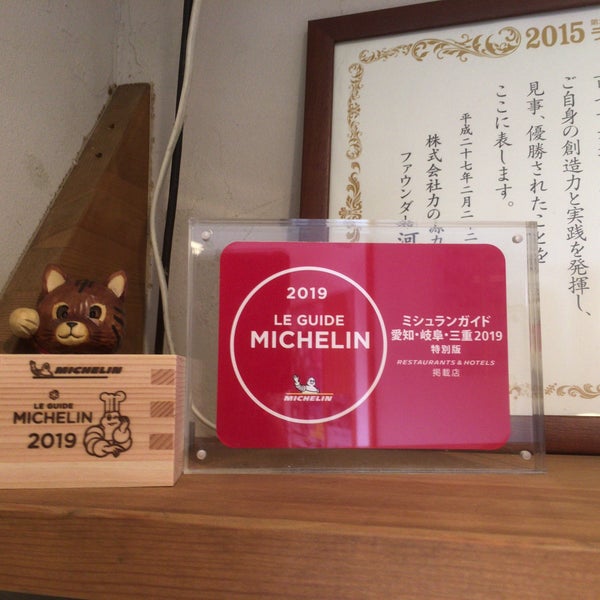 2015
ご自身の創造力と実践を発揮し、
見事、優勝されたことを
ここに表します。
平成二十七年二月二
株式会社力の
ファウンダー 河
2019
LE GUIDE
MICHELIN
MICHELIN
ミシュランガイド
愛知・岐阜・三重2019
特別版
RESTAURANTS & HOTELS
掲載店
MICHELIN
LE GUIDE
MICHELIN
2019